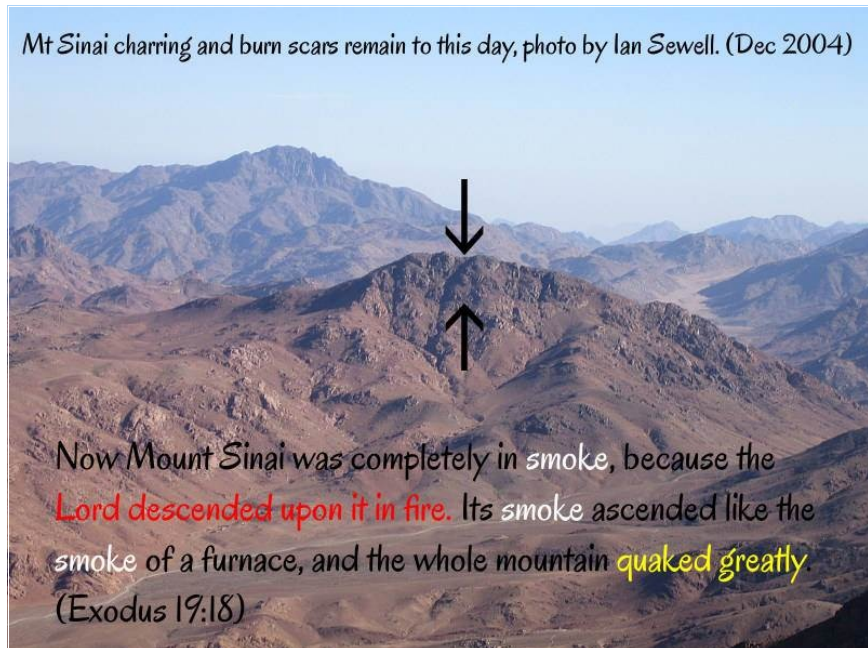 Mt Sinai charring and burn scars remain to this day, photo by Ian Sewell. (Dec 2004)
Now Mount Sinai was completely in smoke, because the
Lord descended upon it in fire. Its smoke ascended like the
smoke of a furnace, and the whole mountain quaked greatly.
(Exodus 19:18)